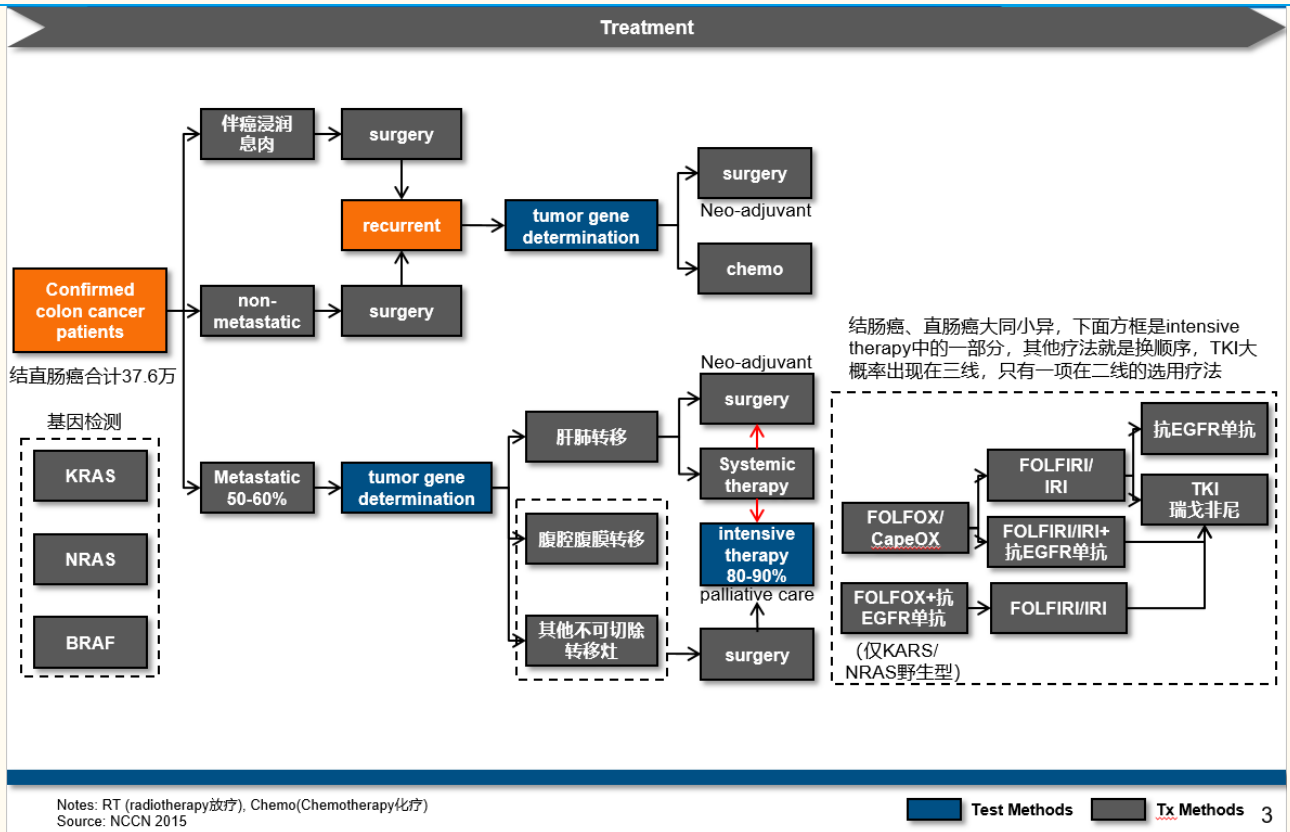 Treatment
伴癌浸润
息肉
surgery
surgery
Neo-adjuvant
recurrent
tumor gene
determination
chemo
Confirmed
colon cancer
patients
non-
metastatic
surgery
结直肠癌合计37.6万
结肠癌、直肠癌大同小异，下面方框是intensive
therapy中的一部分，其他疗法就是换顺序，TKI大
概率出现在三线，只有一项在二线的选用疗法
基因检测
KRAS
NRAS
BRAF
Metastatic
50-60%
tumor gene
determination
肝肺转移
腹腔腹膜转移
其他不可切除
转移灶
Neo-adjuvant
surgery
Systemic
therapy
intensive
therapy
80-90%
palliative care
surgery
FOLFOX/
CapeOX
FOLFIRI/
IRI
抗EGFR单抗
TKI
瑞戈非尼
FOLFIRI/IRI+
抗EGFR单抗
FOLFOX+抗
EGFR单抗
FOLFIRI/IRI
（仅KARS/
NRAS野生型）
Notes: RT (radiotherapy放疗), Chemo(Chemotherapy化疗)
Source: NCCN 2015
Test Methods
Tx Methods
3